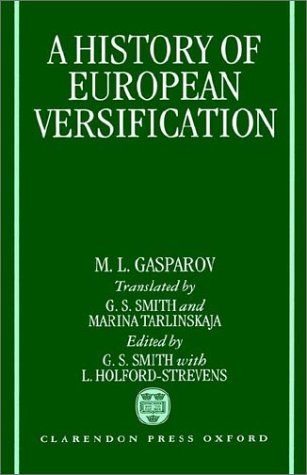 A HISTORY OF
EUROPEAN
VERSIFICATION
M. L. GASPAROV
Translated by
G. S. SMITH and
MARINA TARLINSKAJA
Edited by
G. S. SMITH with
L. HOLFORD-STREVENS
CLARENDON PRESS OXFORD